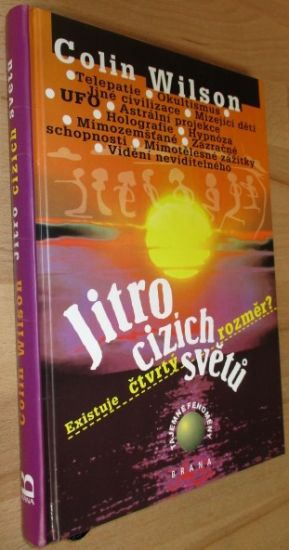 Colin Wilson
• Telepatie • Okultismus
Jiné civilizace • Mizející děti
• UFO • Astrální projekce
• Holografie • Hypnóza
Mimozemšťané • Zázračné
schopnosti • Mimotělesné zážitky
• Vidění neviditelného
Jitro
cizích
světů
Existuje čtvrtý rozměr?
TAJEMNÉ FENOMÉNY
BRÁNA
Colin Wilson Jitro cizích světů
B
BRÁNA